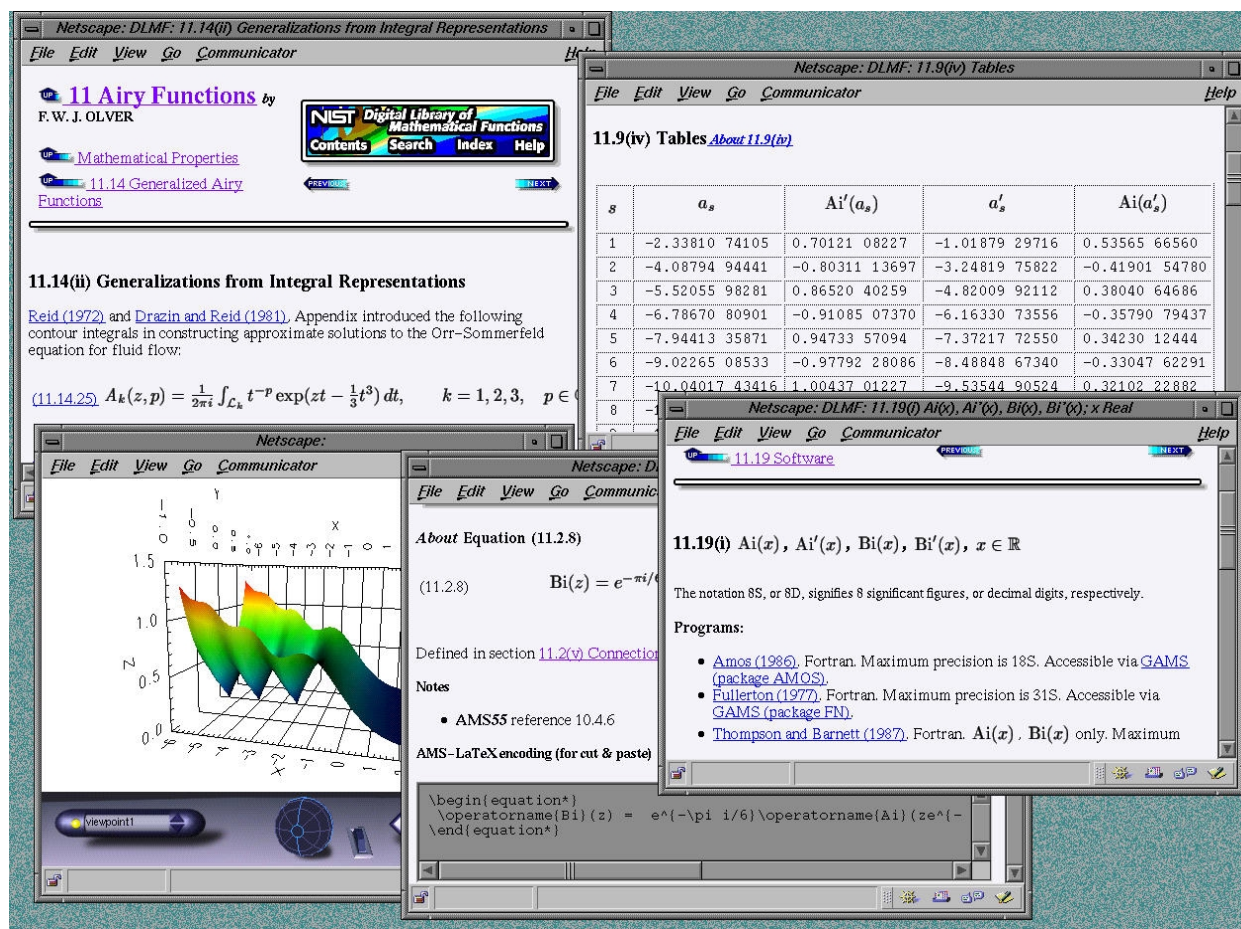 Netscape: DLMF: 11.14(ii) Generalizations from Integral Representations
File Edit View Go Communicator
11 Airy Functions by
F. W. J. OLVER
NIST Digital Library of
Mathematical Functions
Contents Search Index Help
UP Mathematical Properties
UP 11.14 Generalized Airy
Functions
PREVIOUS NEXT
11.14(ii) Generalizations from Integral Representations
Reid (1972) and Drazin and Reid (1981), Appendix introduced the following
contour integrals in constructing approximate solutions to the Orr–Sommerfeld
equation for fluid flow:
(11.14.25) A_k(z,p) = 1/(2πi) ∫_{L_k} t^{−p} exp(zt − 1/3 t^3) dt, k = 1, 2, 3, p ∈
Netscape: DLMF: 11.9(iv) Tables
File Edit View Go Communicator Help
11.9(iv) Tables About 11.9(iv)
s a_s Ai′(a_s) a′_s Ai(a′_s)
1 −2.33810 74105 0.70121 08227 −1.01879 29716 0.53565 66560
2 −4.08794 94441 −0.80311 13697 −3.24819 75822 −0.41901 54780
3 −5.52055 98281 0.86520 40259 −4.82009 92112 0.38040 64686
4 −6.78670 80901 −0.91085 07370 −6.16330 73556 −0.35790 79437
5 −7.94413 35871 0.94733 57094 −7.37217 72550 0.34230 12444
6 −9.02265 08533 −0.97792 28086 −8.48848 67340 −0.33047 62291
7 −10.04017 43416 1.00437 01227 −9.53544 90524 0.32102 22882
8
Netscape:
File Edit View Go Communicator
Y
X
1.5
1.0
Z
0.5
0.0
X
viewpoint1
Netscape: D
File Edit View Go
About Equation (11.2.8)
(11.2.8) Bi(z) = e^{−πi/
Defined in section 11.2(v) Connection
Notes
• AMS55 reference 10.4.6
AMS–LaTeX encoding (for cut & paste)
\begin{equation*}
\operatorname{Bi}(z) = e^{-\pi i/6}\operatorname{Ai}(ze^{-
\end{equation*}
Netscape: DLMF: 11.19(i) Ai(x), Ai'(x), Bi(x), Bi'(x); x Real
File Edit View Go Communicator Help
UP 11.19 Software
PREVIOUS NEXT
11.19(i) Ai(x), Ai′(x), Bi(x), Bi′(x), x ∈ ℝ
The notation 8S, or 8D, signifies 8 significant figures, or decimal digits, respectively.
Programs:
• Amos (1986). Fortran. Maximum precision is 18S. Accessible via GAMS
(package AMOS).
• Fullerton (1977). Fortran. Maximum precision is 31S. Accessible via
GAMS (package FN).
• Thompson and Barnett (1987). Fortran. Ai(x), Bi(x) only. Maximum